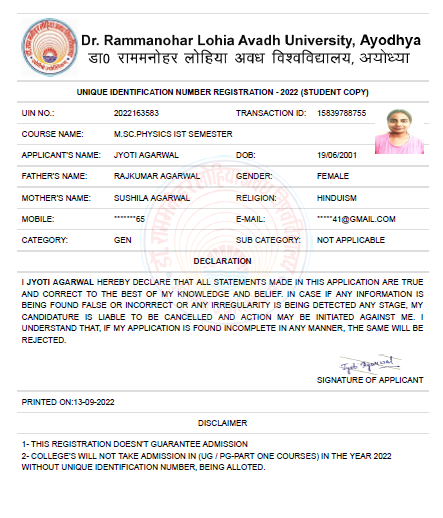 Dr. Rammanohar Lohia Avadh University, Ayodhya
डा0 राममनोहर लोहिया अवध विश्वविद्यालय, अयोध्या
UNIQUE IDENTIFICATION NUMBER REGISTRATION - 2022 (STUDENT COPY)
UIN NO.: 2022163583 TRANSACTION ID: 15839788755
COURSE NAME: M.SC.PHYSICS IST SEMESTER
APPLICANT'S NAME: JYOTI AGARWAL DOB: 19/06/2001
FATHER'S NAME: RAJKUMAR AGARWAL GENDER: FEMALE
MOTHER'S NAME: SUSHILA AGARWAL RELIGION: HINDUISM
MOBILE: *******65 E-MAIL: *****41@GMAIL.COM
CATEGORY: GEN SUB CATEGORY: NOT APPLICABLE
DECLARATION
I JYOTI AGARWAL HEREBY DECLARE THAT ALL STATEMENTS MADE IN THIS APPLICATION ARE TRUE
AND CORRECT TO THE BEST OF MY KNOWLEDGE AND BELIEF. IN CASE IF ANY INFORMATION IS
BEING FOUND FALSE OR INCORRECT OR ANY IRREGULARITY IS BEING DETECTED ANY STAGE, MY
CANDIDATURE IS LIABLE TO BE CANCELLED AND ACTION MAY BE INITIATED AGAINST ME. I
UNDERSTAND THAT, IF MY APPLICATION IS FOUND INCOMPLETE IN ANY MANNER, THE SAME WILL BE
REJECTED.
Jyoti Agarwal
SIGNATURE OF APPLICANT
PRINTED ON:13-09-2022
DISCLAIMER
1- THIS REGISTRATION DOESN'T GUARANTEE ADMISSION
2- COLLEGE'S WILL NOT TAKE ADMISSION IN (UG / PG-PART ONE COURSES) IN THE YEAR 2022
WITHOUT UNIQUE IDENTIFICATION NUMBER, BEING ALLOTED.